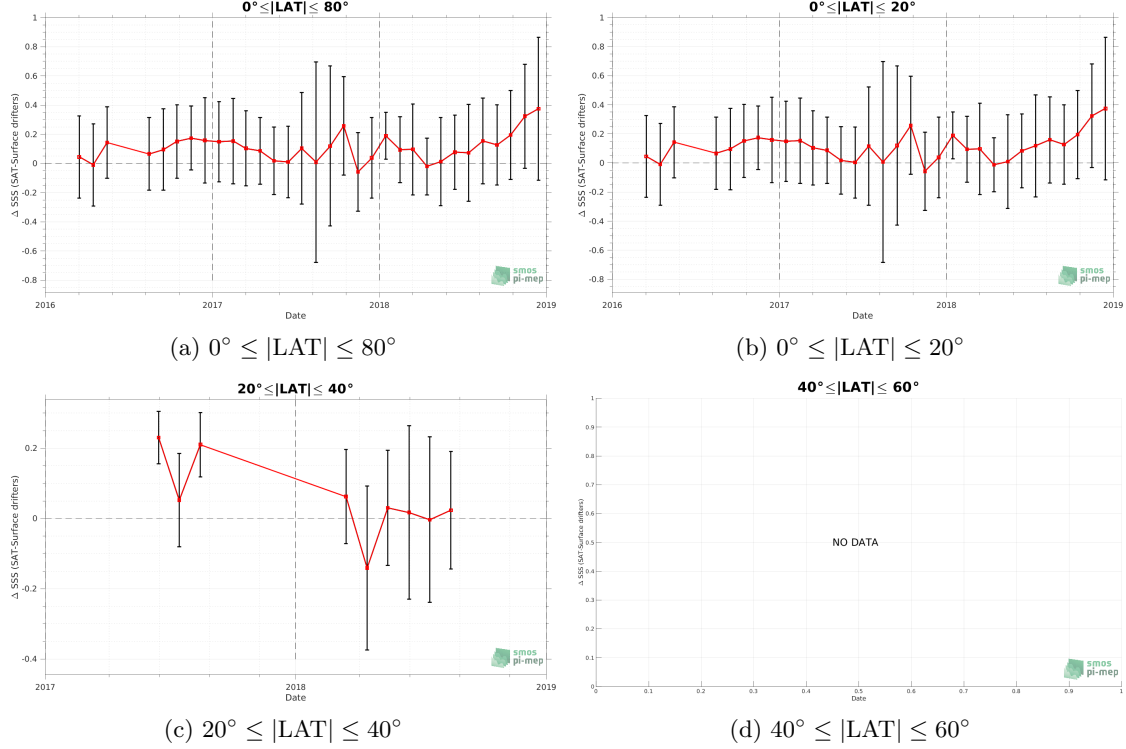 0°≤|LAT|≤ 80°
Δ SSS (SAT-Surface drifters)
1
0.8
0.6
0.4
0.2
0
-0.2
-0.4
-0.6
-0.8
2016
2017
2018
2019
Date
smos
pi-mep
(a) 0° ≤ |LAT| ≤ 80°
0°≤|LAT|≤ 20°
Δ SSS (SAT-Surface drifters)
1
0.8
0.6
0.4
0.2
0
-0.2
-0.4
-0.6
-0.8
2016
2017
2018
2019
Date
smos
pi-mep
(b) 0° ≤ |LAT| ≤ 20°
20°≤|LAT|≤ 40°
Δ SSS (SAT-Surface drifters)
0.2
0
-0.2
-0.4
2017
2018
2019
Date
smos
pi-mep
(c) 20° ≤ |LAT| ≤ 40°
40°≤|LAT|≤ 60°
Δ SSS (SAT-Surface drifters)
1
0.9
0.8
0.7
0.6
0.5
0.4
0.3
0.2
0.1
0
NO DATA
0
0.1
0.2
0.3
0.4
0.5
0.6
0.7
0.8
0.9
1
Date
smos
pi-mep
(d) 40° ≤ |LAT| ≤ 60°